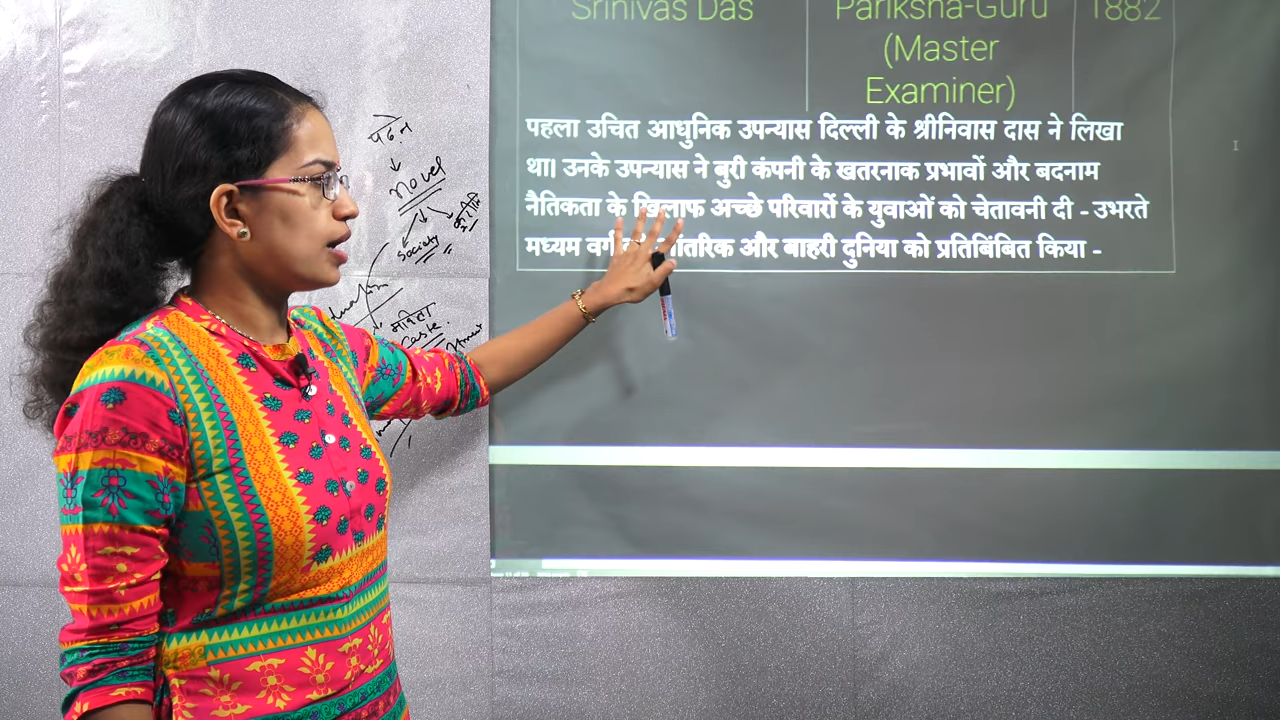 Srinivas Das Pariksha-Guru 1882
(Master
Examiner)
पहला उचित आधुनिक उपन्यास दिल्ली के श्रीनिवास दास ने लिखा
था। उनके उपन्यास ने बुरी कंपनी के खतरनाक प्रभावों और बदनाम
नैतिकता के खिलाफ अच्छे परिवारों के युवाओं को चेतावनी दी - उभरते
मध्यम वर्ग आंतरिक और बाहरी दुनिया को प्रतिबिंबित किया -
novel
society
महिला
caste